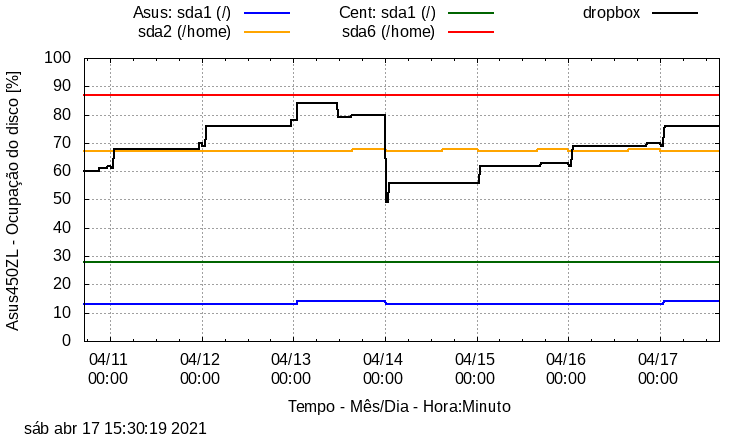 Asus: sda1 (/) Cent: sda1 (/) dropbox
sda2 (/home) sda6 (/home)
100
90
80
70
60
50
40
30
20
10
0
Asus450ZL - Ocupação do disco [%]
04/11 04/12 04/13 04/14 04/15 04/16 04/17
00:00 00:00 00:00 00:00 00:00 00:00 00:00
Tempo - Mês/Dia - Hora:Minuto
sáb abr 17 15:30:19 2021